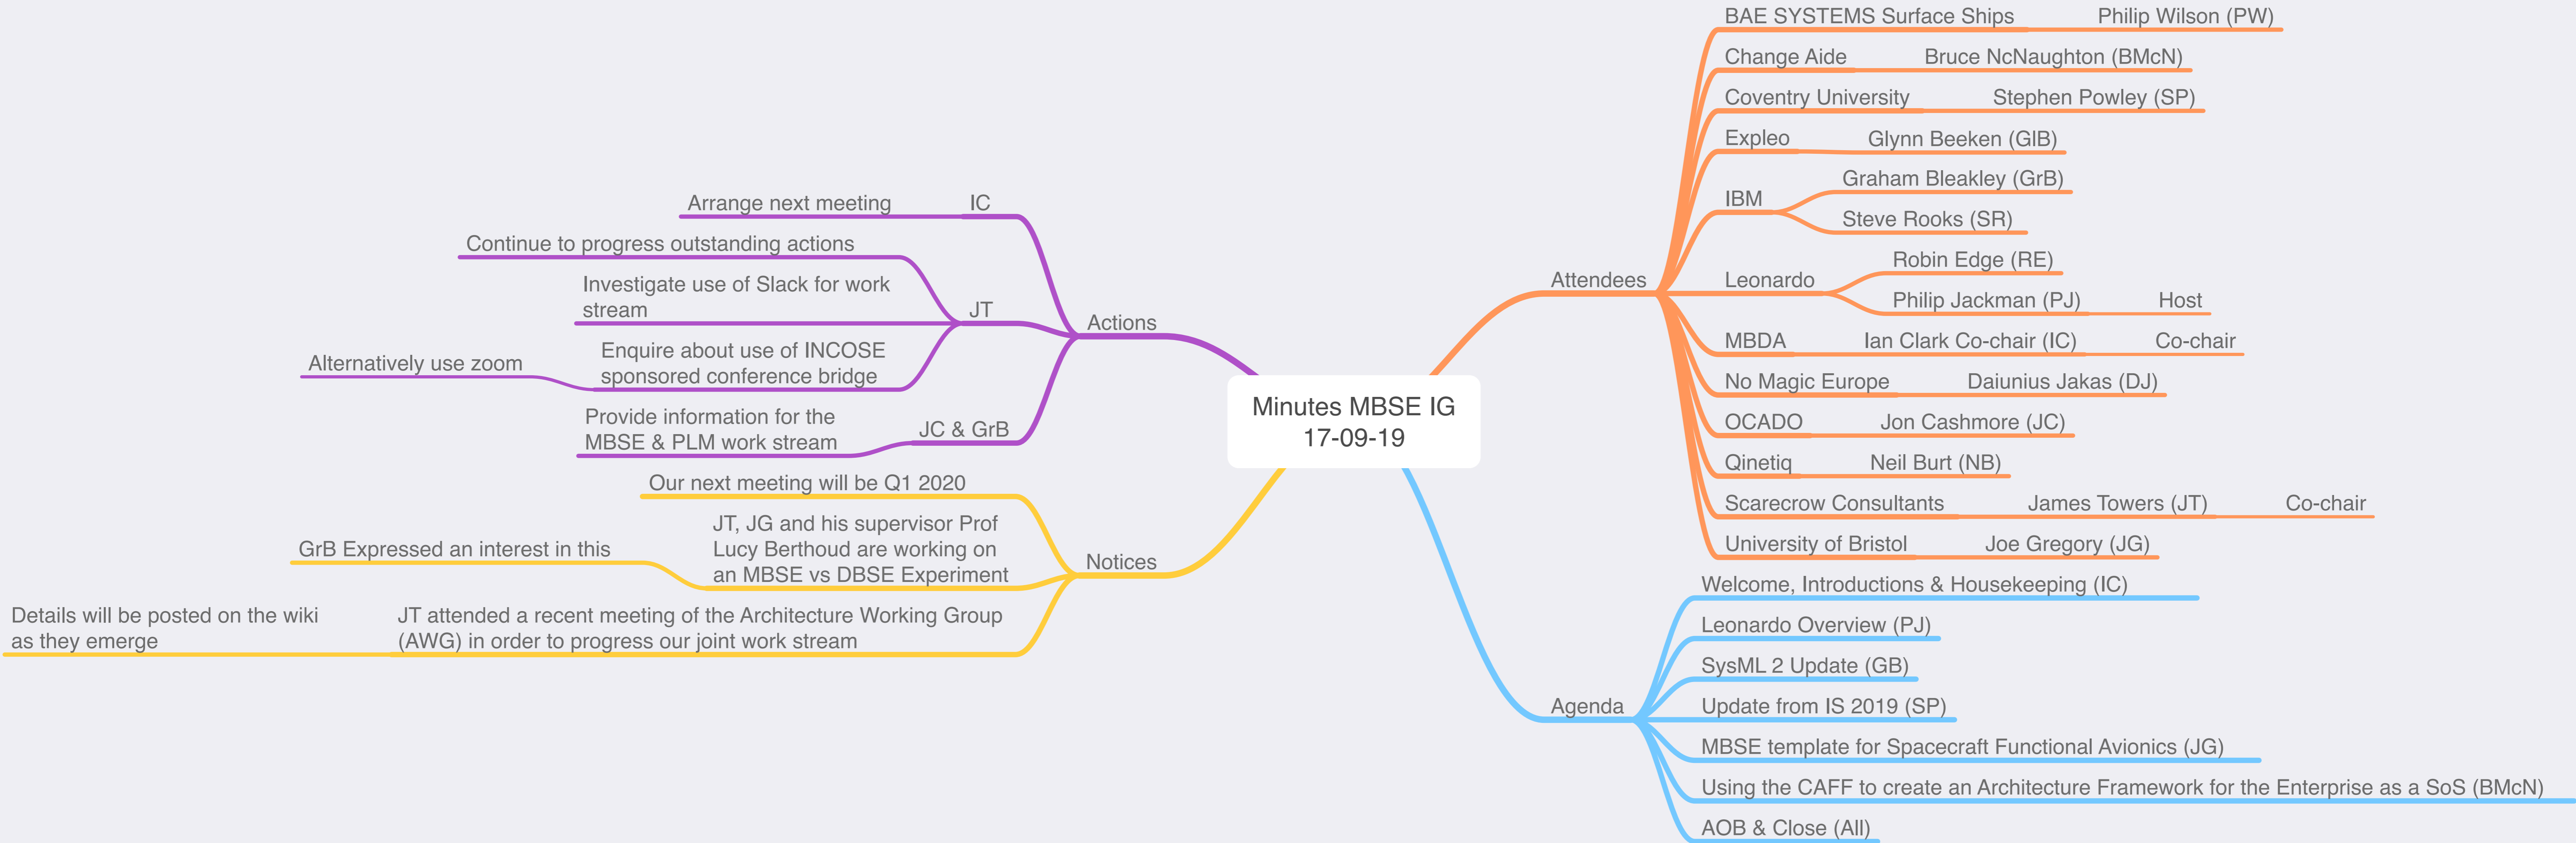 Minutes MBSE IG
17-09-19
Attendees
BAE SYSTEMS Surface Ships
Philip Wilson (PW)
Change Aide
Bruce NcNaughton (BMcN)
Coventry University
Stephen Powley (SP)
Expleo
Glynn Beeken (GlB)
IBM
Graham Bleakley (GrB)
Steve Rooks (SR)
Leonardo
Robin Edge (RE)
Philip Jackman (PJ)
Host
MBDA
Ian Clark Co-chair (IC)
Co-chair
No Magic Europe
Daiunius Jakas (DJ)
OCADO
Jon Cashmore (JC)
Qinetiq
Neil Burt (NB)
Scarecrow Consultants
James Towers (JT)
Co-chair
University of Bristol
Joe Gregory (JG)
Agenda
Welcome, Introductions & Housekeeping (IC)
Leonardo Overview (PJ)
SysML 2 Update (GB)
Update from IS 2019 (SP)
MBSE template for Spacecraft Functional Avionics (JG)
Using the CAFF to create an Architecture Framework for the Enterprise as a SoS (BMcN)
AOB & Close (All)
Actions
IC
Arrange next meeting
JT
Continue to progress outstanding actions
Investigate use of Slack for work
stream
Enquire about use of INCOSE
sponsored conference bridge
Alternatively use zoom
JC & GrB
Provide information for the
MBSE & PLM work stream
Notices
Our next meeting will be Q1 2020
JT, JG and his supervisor Prof
Lucy Berthoud are working on
an MBSE vs DBSE Experiment
GrB Expressed an interest in this
JT attended a recent meeting of the Architecture Working Group
(AWG) in order to progress our joint work stream
Details will be posted on the wiki
as they emerge